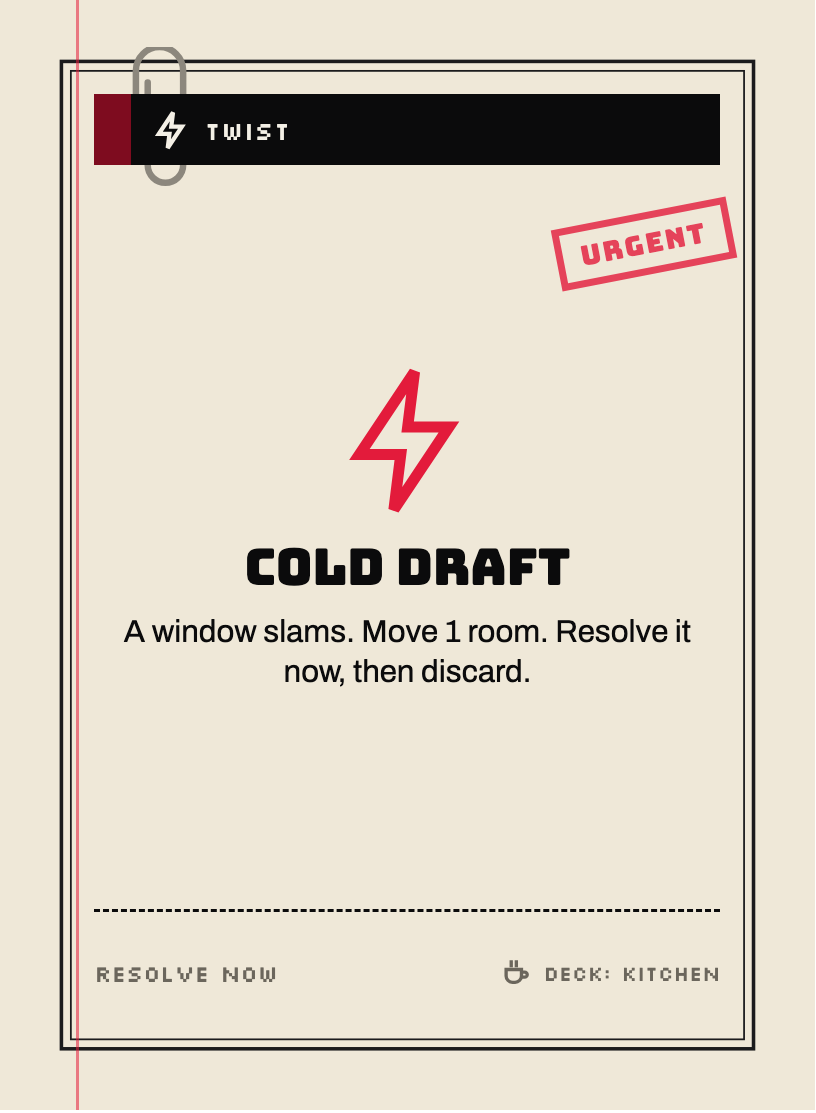 TWIST
URGENT
COLD DRAFT
A window slams. Move 1 room. Resolve it
now, then discard.
RESOLVE NOW
DECK: KITCHEN